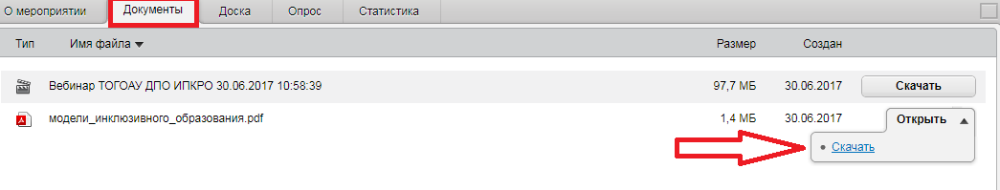 О мероприятии Документы Доска Опрос Статистика
Тип Имя файла Размер Создан
Вебинар ТОГОАУ ДПО ИПКРО 30.06.2017 10:58:39 97,7 МБ 30.06.2017 Скачать
модели_инклюзивного_образования.pdf 1,4 МБ 30.06.2017 Открыть
Скачать